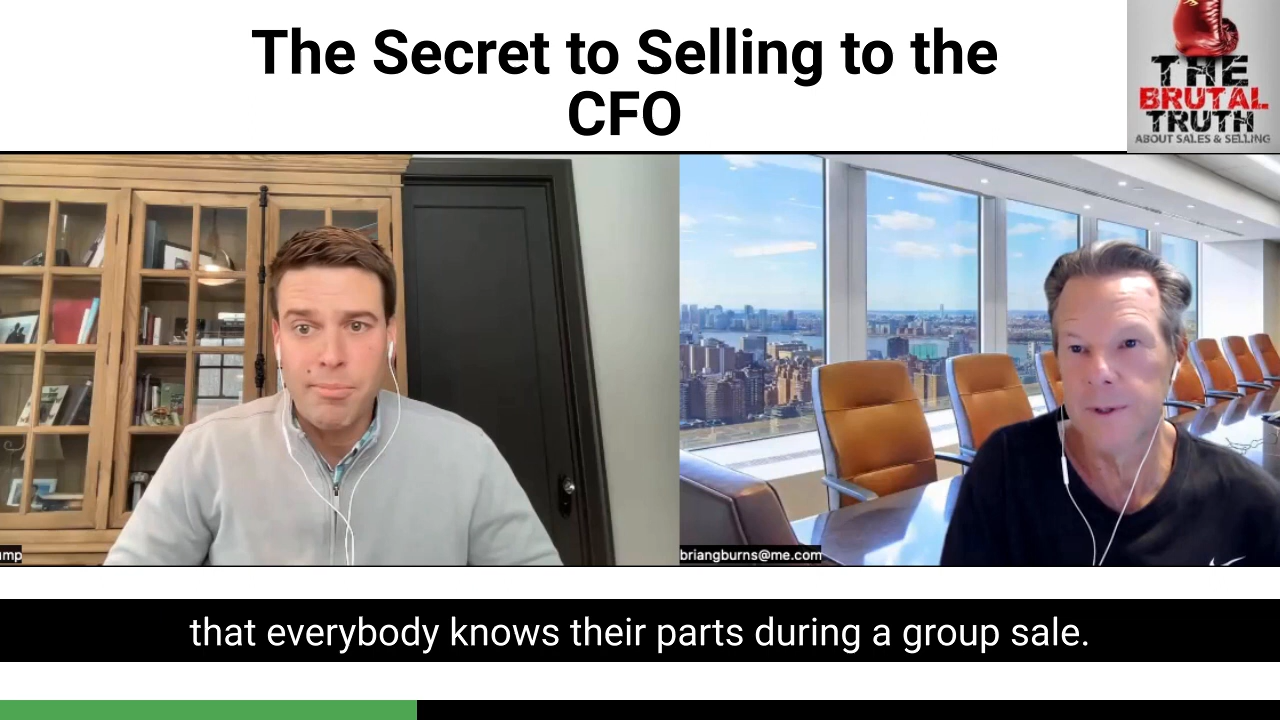 The Secret to Selling to the
CFO
THE
BRUTAL
TRUTH
ABOUT SALES & SELLING
briangburns@me.com
that everybody knows their parts during a group sale.